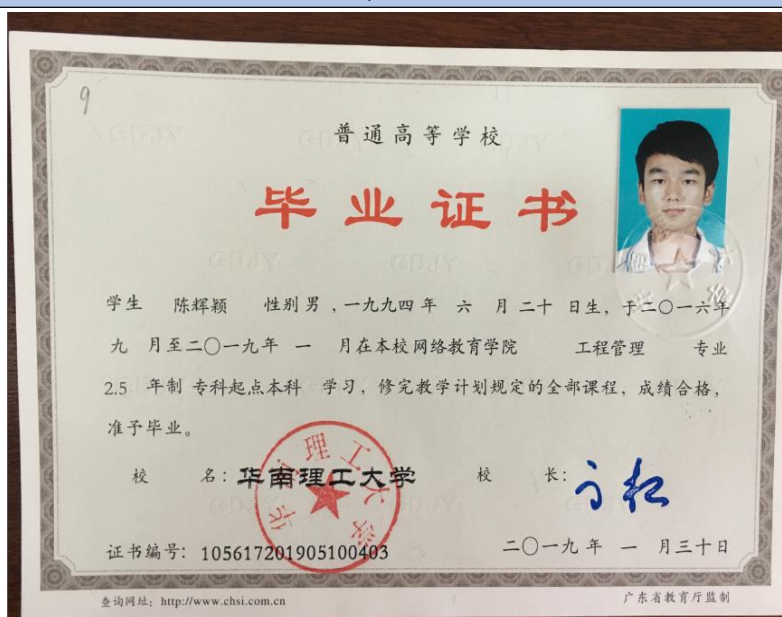 9
普通高等学校
毕业证书
学生 陈辉颖 性别 男 ,一九九四年 六 月 二十 日生，于二〇一六年
九 月至二〇一九年 一 月在本校网络教育学院 工程管理 专业
2.5 年制 专科起点本科 学习，修完教学计划规定的全部课程，成绩合格，
准予毕业。
校 名：华南理工大学 校 长：
证书编号：105617201905100403 二〇一九年 一 月三十日
查询网址：http://www.chsi.com.cn 广东省教育厅监制